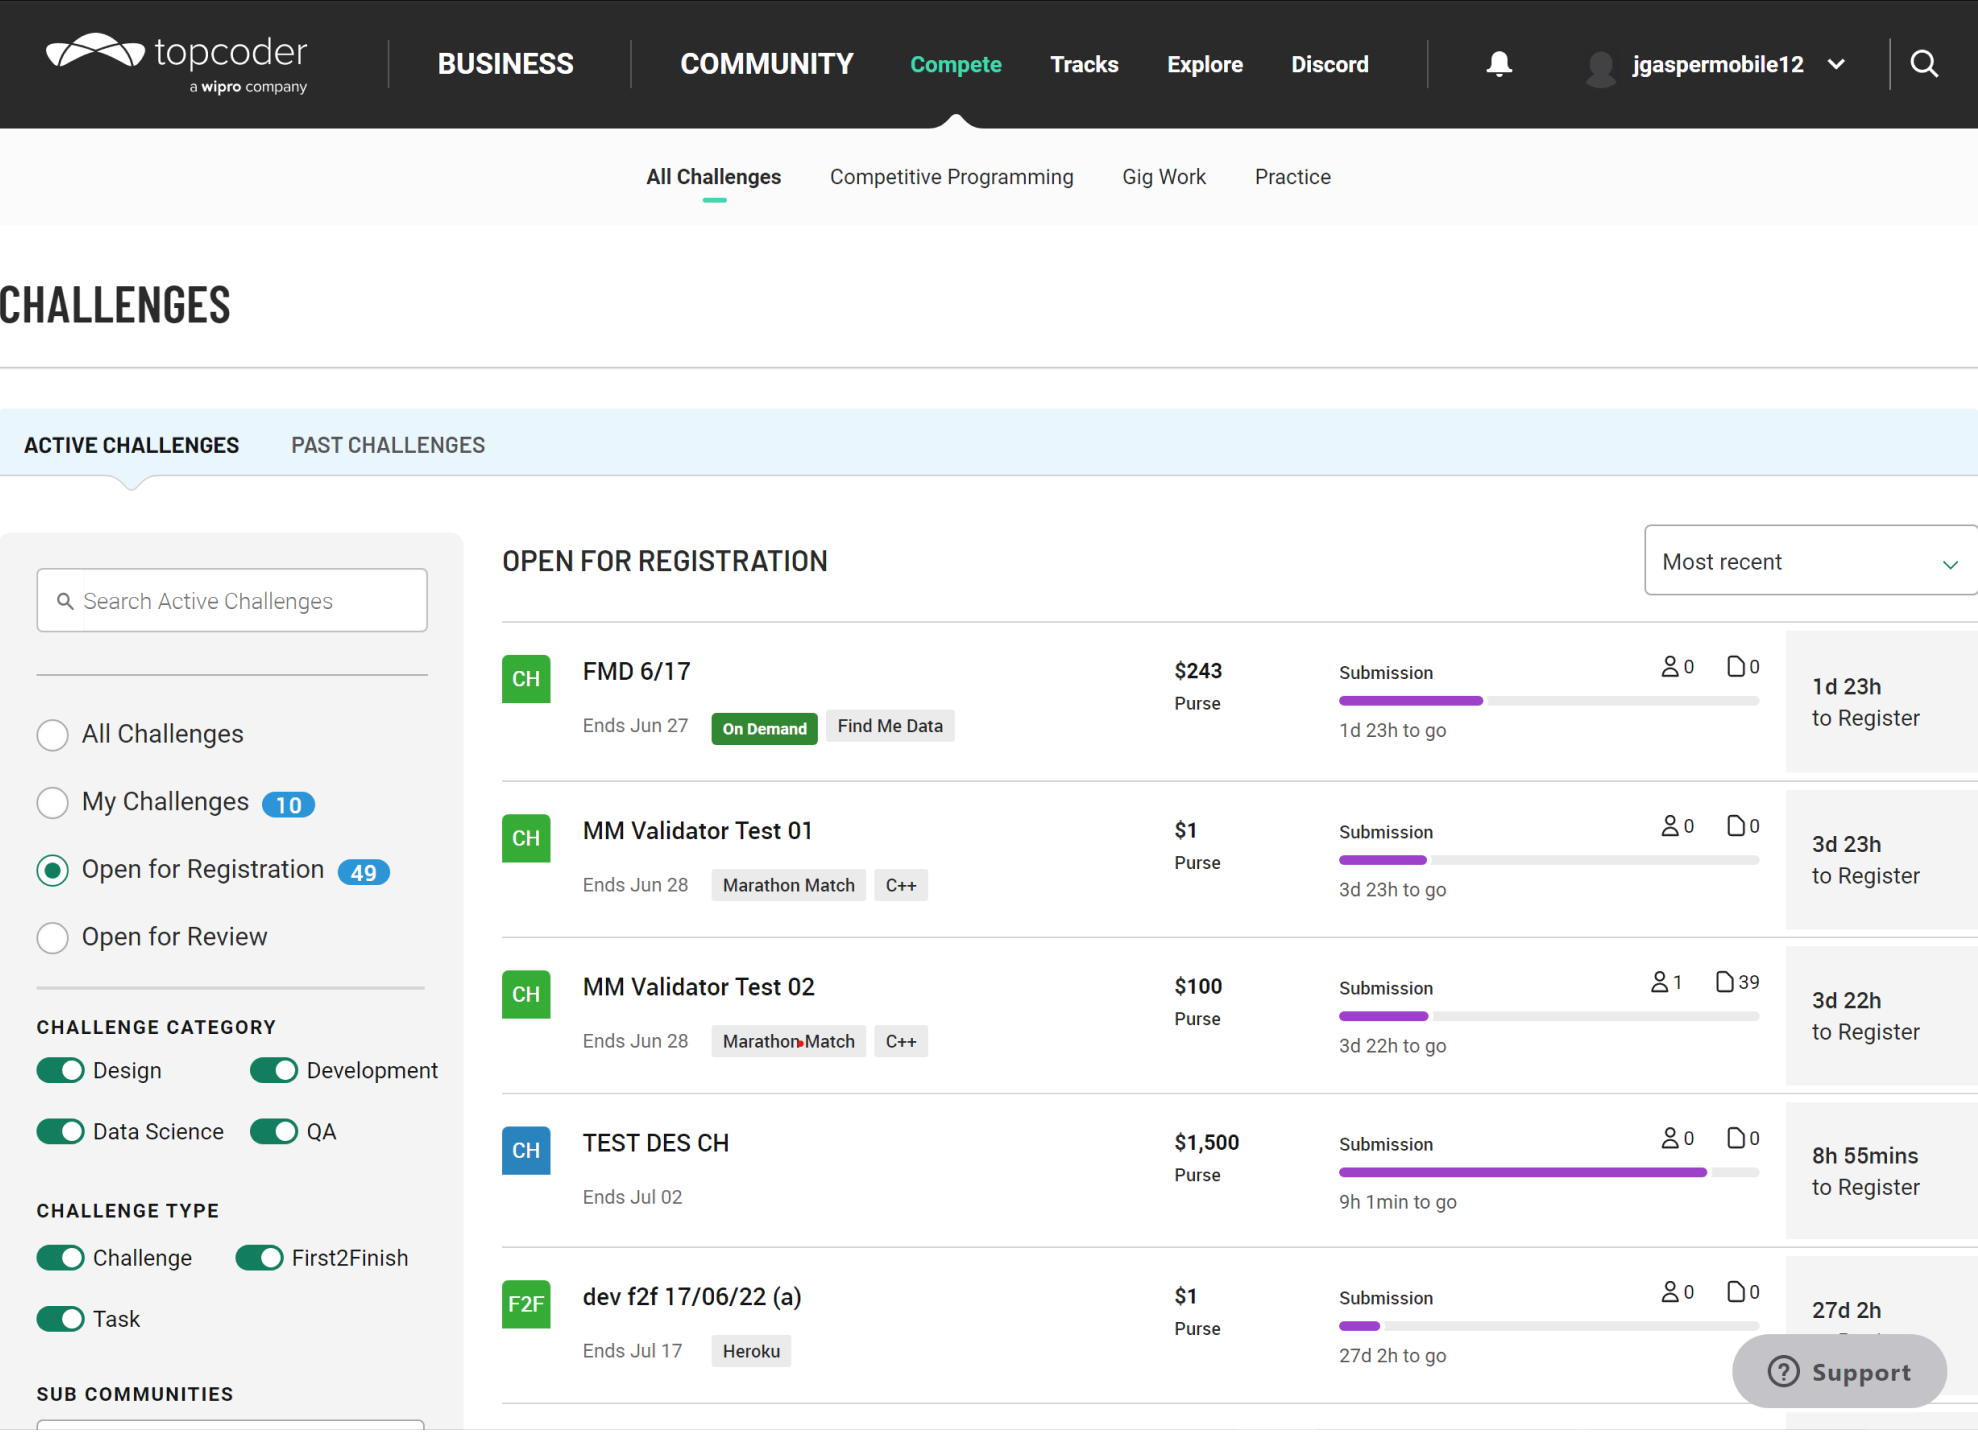 topcoder
a wipro company
BUSINESS
COMMUNITY
Compete
Tracks
Explore
Discord
jgaspermobile12
All Challenges
Competitive Programming
Gig Work
Practice
CHALLENGES
ACTIVE CHALLENGES
PAST CHALLENGES
Search Active Challenges
All Challenges
My Challenges 10
Open for Registration 49
Open for Review
CHALLENGE CATEGORY
Design
Development
Data Science
QA
CHALLENGE TYPE
Challenge
First2Finish
Task
SUB COMMUNITIES
OPEN FOR REGISTRATION
Most recent
CH
FMD 6/17
Ends Jun 27
On Demand
Find Me Data
$243
Purse
Submission
0
0
1d 23h to go
1d 23h
to Register
CH
MM Validator Test 01
Ends Jun 28
Marathon Match
C++
$1
Purse
Submission
0
0
3d 23h to go
3d 23h
to Register
CH
MM Validator Test 02
Ends Jun 28
Marathon Match
C++
$100
Purse
Submission
1
39
3d 22h to go
3d 22h
to Register
CH
TEST DES CH
Ends Jul 02
$1,500
Purse
Submission
0
0
9h 1min to go
8h 55mins
to Register
F2F
dev f2f 17/06/22 (a)
Ends Jul 17
Heroku
$1
Purse
Submission
0
0
27d 2h to go
27d 2h
Support